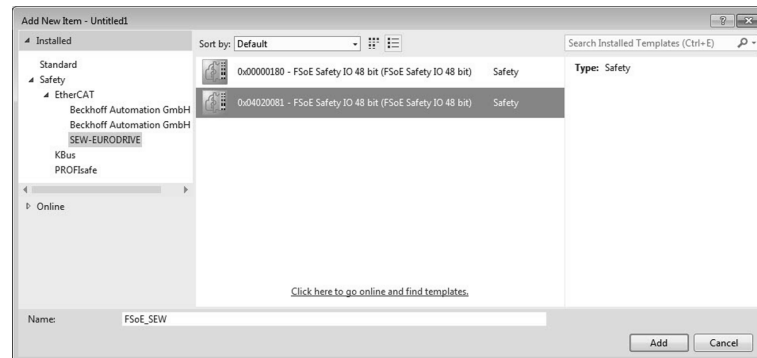 Add New Item - Untitled1
Installed
Sort by: Default
Search Installed Templates (Ctrl+E)
Standard
Safety
EtherCAT
Beckhoff Automation GmbH
Beckhoff Automation GmbH
SEW-EURODRIVE
KBus
PROFIsafe
Online
0x00000180 - FSoE Safety IO 48 bit (FSoE Safety IO 48 bit) Safety
0x04020081 - FSoE Safety IO 48 bit (FSoE Safety IO 48 bit) Safety
Type: Safety
Click here to go online and find templates.
Name: FSoE_SEW
Add Cancel